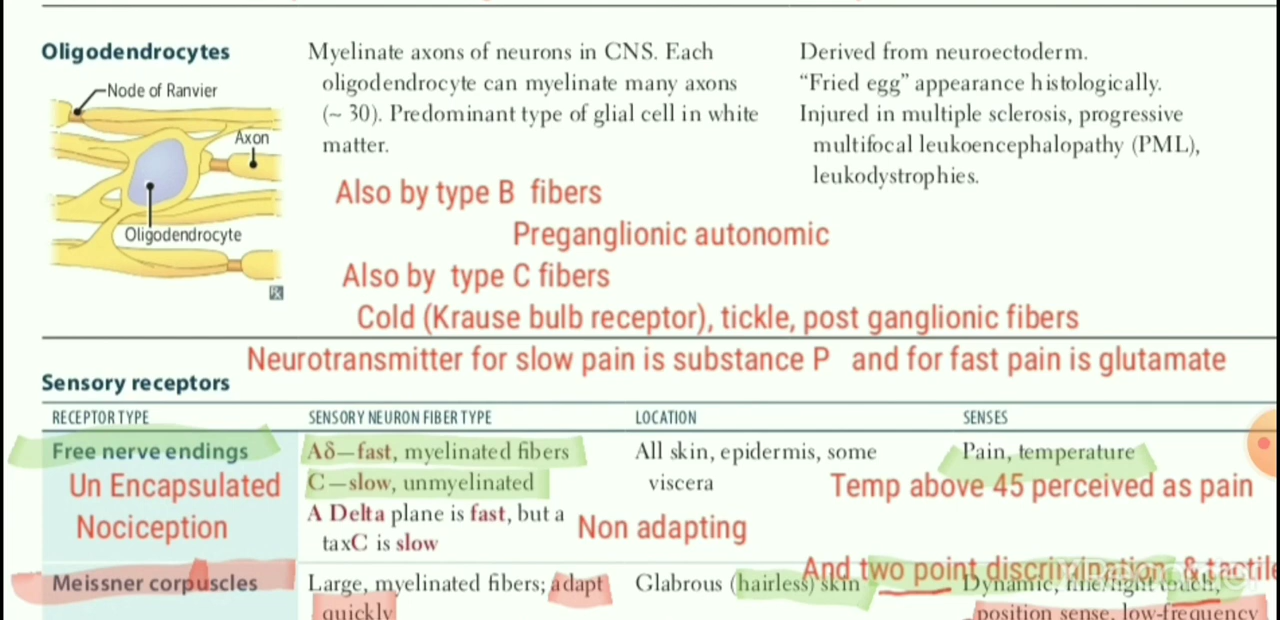 Oligodendrocytes
Myelinate axons of neurons in CNS. Each
oligodendrocyte can myelinate many axons
(~ 30). Predominant type of glial cell in white
matter.
Derived from neuroectoderm.
“Fried egg” appearance histologically.
Injured in multiple sclerosis, progressive
multifocal leukoencephalopathy (PML),
leukodystrophies.
Node of Ranvier
Axon
Oligodendrocyte
Also by type B fibers
Preganglionic autonomic
Also by type C fibers
Cold (Krause bulb receptor), tickle, post ganglionic fibers
Neurotransmitter for slow pain is substance P and for fast pain is glutamate
Sensory receptors
RECEPTOR TYPE
SENSORY NEURON FIBER TYPE
LOCATION
SENSES
Free nerve endings
Un Encapsulated
Nociception
Aδ—fast, myelinated fibers
C—slow, unmyelinated
A Delta plane is fast, but a
taxC is slow
All skin, epidermis, some
viscera
Non adapting
Pain, temperature
Temp above 45 perceived as pain
And two point discrimination & tactile
Meissner corpuscles
Large, myelinated fibers; adapt
quickly
Glabrous (hairless) skin
Dynamic, fine/light touch,
position sense, low-frequency